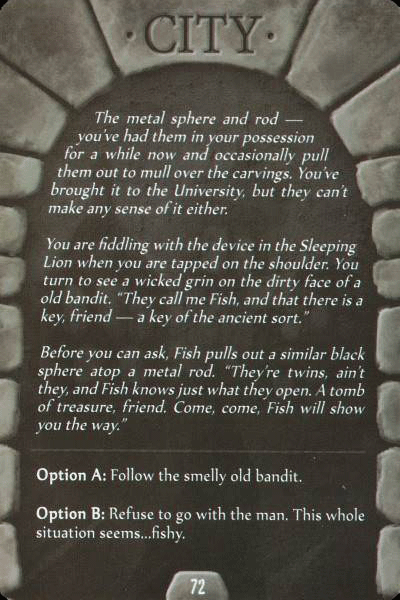 · CITY ·
The metal sphere and rod —
you've had them in your possession
for a while now and occasionally pull
them out to mull over the carvings. You've
brought it to the University, but they can't
make any sense of it either.
You are fiddling with the device in the Sleeping
Lion when you are tapped on the shoulder. You
turn to see a wicked grin on the dirty face of a
old bandit. “They call me Fish, and that there is a
key, friend — a key of the ancient sort.”
Before you can ask, Fish pulls out a similar black
sphere atop a metal rod. “They're twins, ain't
they, and Fish knows just what they open. A tomb
of treasure, friend. Come, come, Fish will show
you the way.”
Option A: Follow the smelly old bandit.
Option B: Refuse to go with the man. This whole
situation seems...fishy.
72